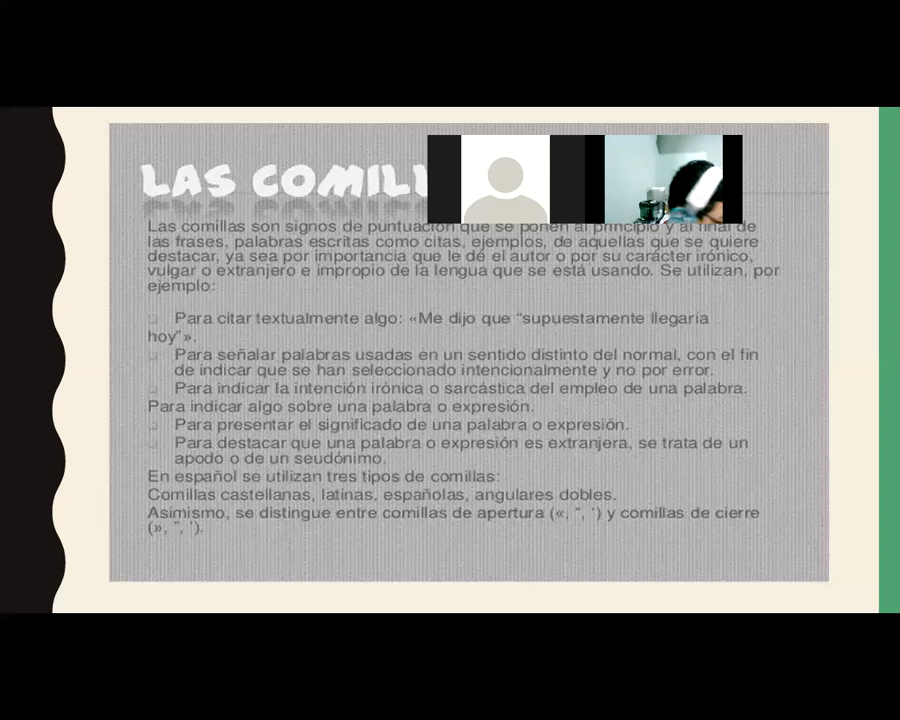 LAS COMILL
Las comillas son signos de puntuación que se ponen al principio y al final de
las frases, palabras escritas como citas, ejemplos, de aquellas que se quiere
destacar, ya sea por importancia que le dé el autor o por su carácter irónico,
vulgar o extranjero e impropio de la lengua que se está usando. Se utilizan, por
ejemplo:
Para citar textualmente algo: «Me dijo que “supuestamente llegaría
hoy”».
Para señalar palabras usadas en un sentido distinto del normal, con el fin
de indicar que se han seleccionado intencionalmente y no por error.
Para indicar la intención irónica o sarcástica del empleo de una palabra.
Para indicar algo sobre una palabra o expresión.
Para presentar el significado de una palabra o expresión.
Para destacar que una palabra o expresión es extranjera, se trata de un
apodo o de un seudónimo.
En español se utilizan tres tipos de comillas:
Comillas castellanas, latinas, españolas, angulares dobles.
Asimismo, se distingue entre comillas de apertura («, “, ‘) y comillas de cierre
(», ”, ’).